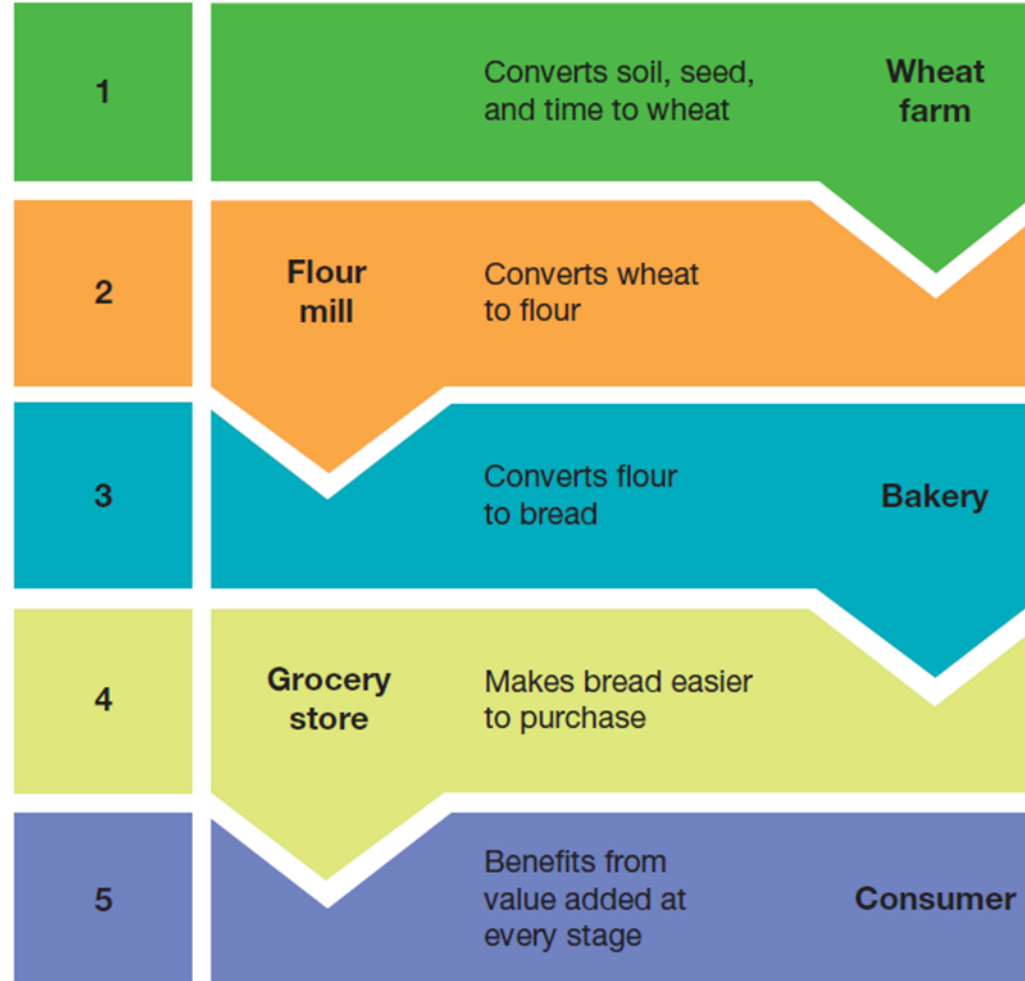 1
Converts soil, seed,
and time to wheat
Wheat
farm
2
Flour
mill
Converts wheat
to flour
3
Converts flour
to bread
Bakery
4
Grocery
store
Makes bread easier
to purchase
5
Benefits from
value added at
every stage
Consumer